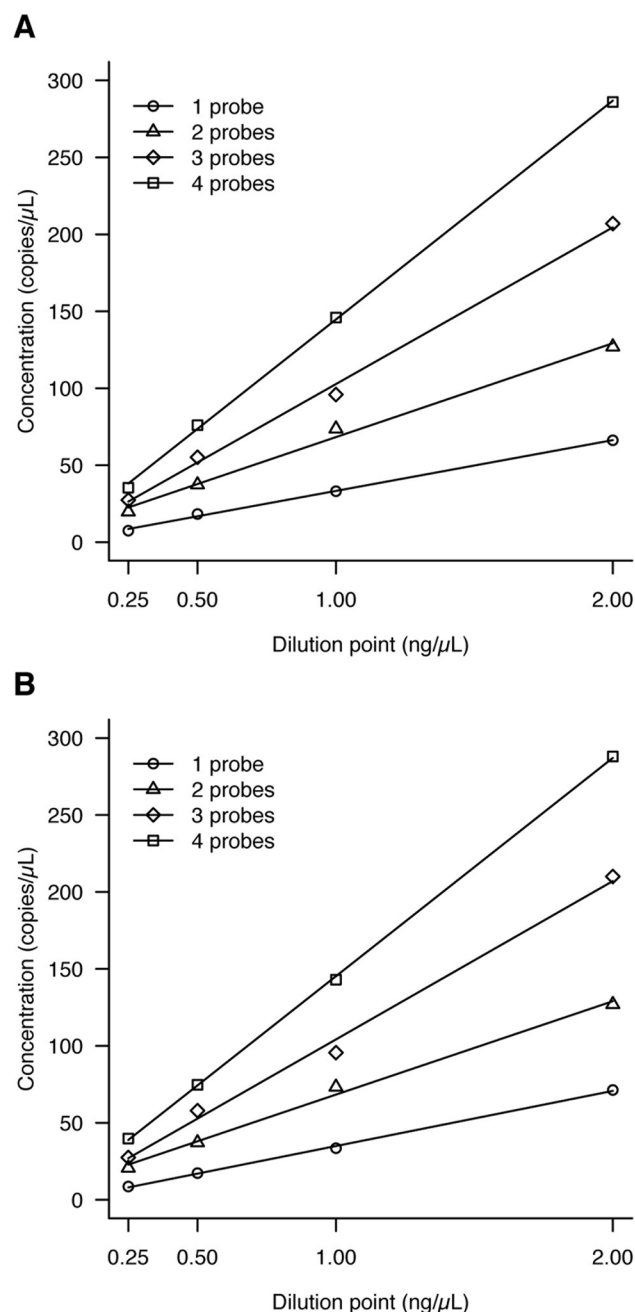 A
300
250
200
150
100
50
0
Concentration (copies/µL)
1 probe
2 probes
3 probes
4 probes
0.25 0.50 1.00 2.00
Dilution point (ng/µL)
B
300
250
200
150
100
50
0
Concentration (copies/µL)
1 probe
2 probes
3 probes
4 probes
0.25 0.50 1.00 2.00
Dilution point (ng/µL)